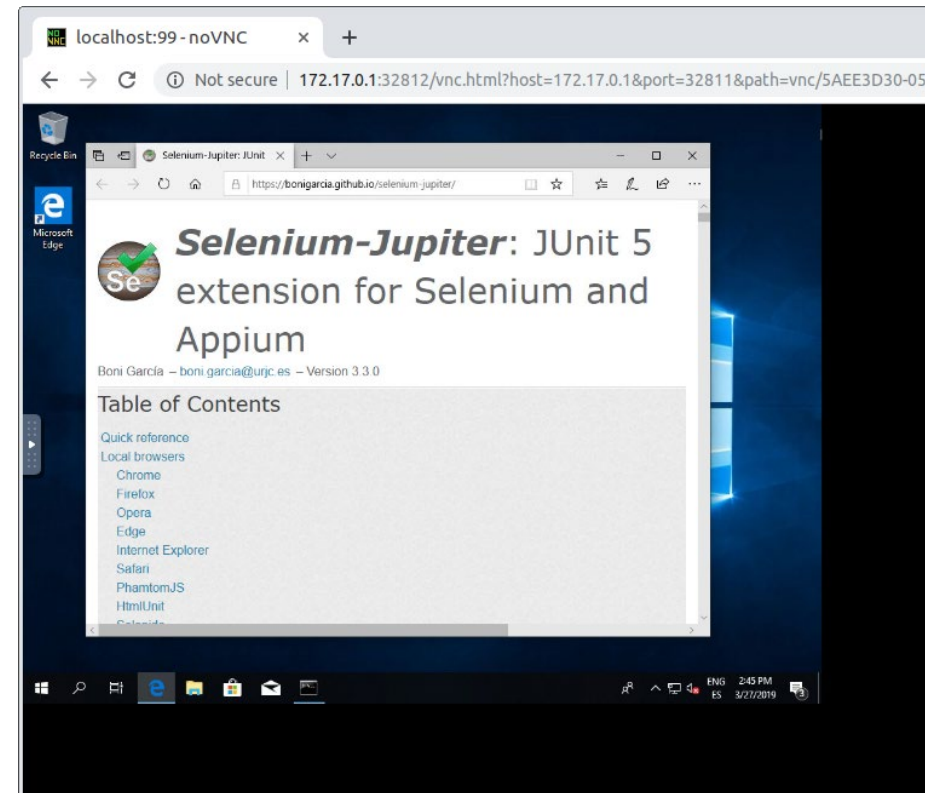 localhost:99 - noVNC
Not secure | 172.17.0.1:32812/vnc.html?host=172.17.0.1&port=32811&path=vnc/5AEE3D30-05
Recycle Bin
Selenium-Jupiter: JUnit
https://bonigarcia.github.io/selenium-jupiter/
Microsoft
Edge
Se
Selenium-Jupiter: JUnit 5
extension for Selenium and
Appium
Boni García – boni.garcia@urjc.es – Version 3.3.0
Table of Contents
Quick reference
Local browsers
Chrome
Firefox
Opera
Edge
Internet Explorer
Safari
PhamtomJS
HtmlUnit
ENG 2:45 PM
ES 3/27/2019
3